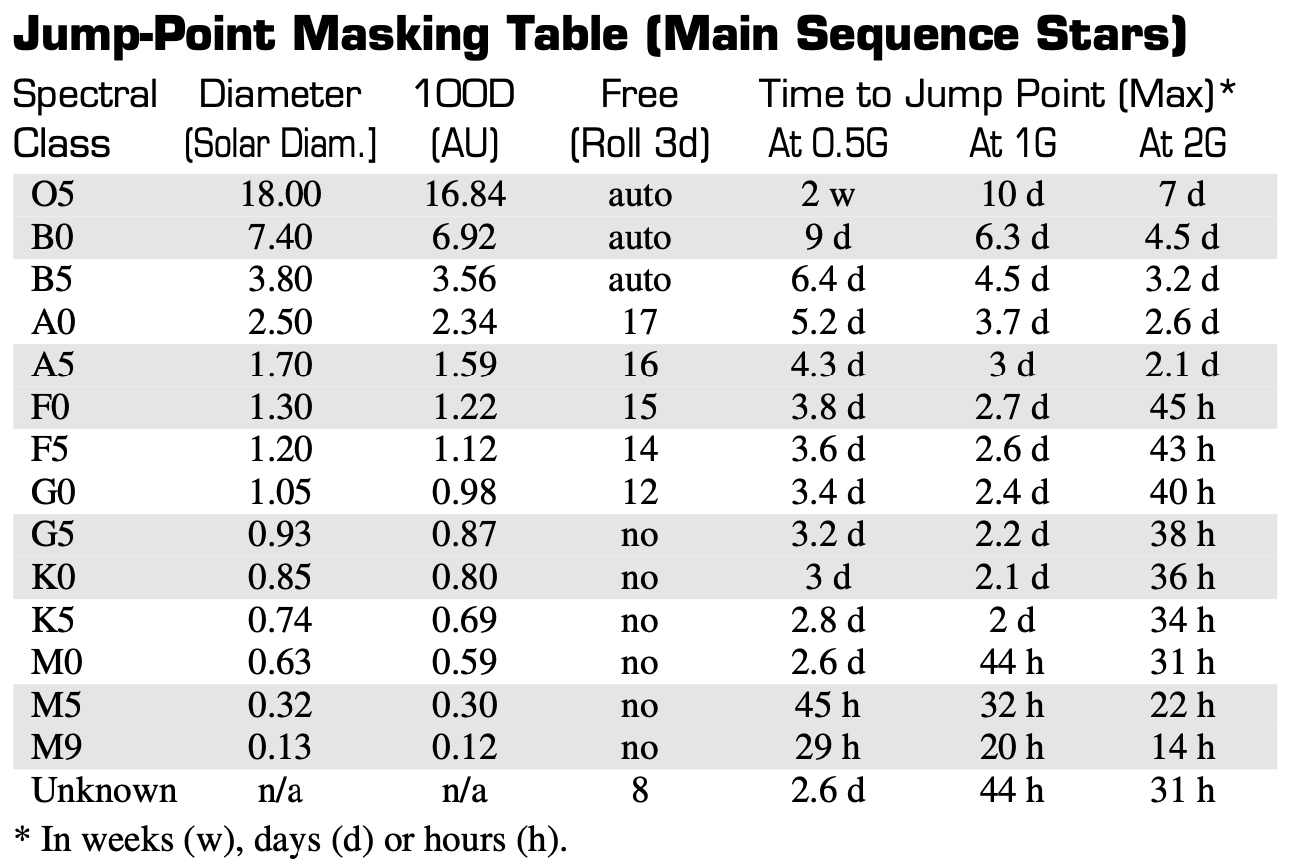 Jump-Point Masking Table (Main Sequence Stars)
Spectral Diameter 100D Free Time to Jump Point (Max)*
Class (Solar Diam.] (AU) (Roll 3d) At 0.5G At 1G At 2G
O5 18.00 16.84 auto 2 w 10 d 7 d
B0 7.40 6.92 auto 9 d 6.3 d 4.5 d
B5 3.80 3.56 auto 6.4 d 4.5 d 3.2 d
A0 2.50 2.34 17 5.2 d 3.7 d 2.6 d
A5 1.70 1.59 16 4.3 d 3 d 2.1 d
F0 1.30 1.22 15 3.8 d 2.7 d 45 h
F5 1.20 1.12 14 3.6 d 2.6 d 43 h
G0 1.05 0.98 12 3.4 d 2.4 d 40 h
G5 0.93 0.87 no 3.2 d 2.2 d 38 h
K0 0.85 0.80 no 3 d 2.1 d 36 h
K5 0.74 0.69 no 2.8 d 2 d 34 h
M0 0.63 0.59 no 2.6 d 44 h 31 h
M5 0.32 0.30 no 45 h 32 h 22 h
M9 0.13 0.12 no 29 h 20 h 14 h
Unknown n/a n/a 8 2.6 d 44 h 31 h
* In weeks (w), days (d) or hours (h).